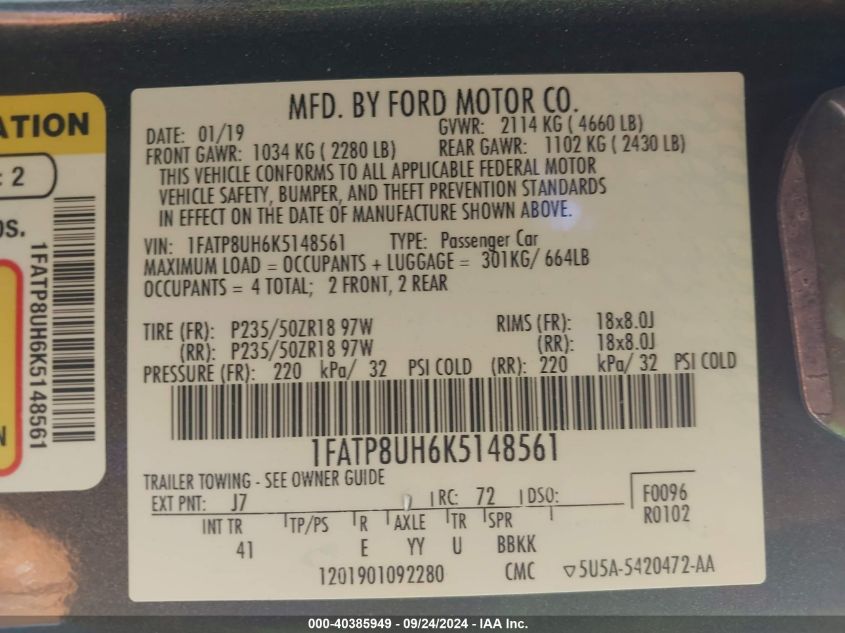 ATION
: 2
OS.
1FATP8UH6K5148561
N
MFD. BY FORD MOTOR CO.
DATE: 01/19 GVWR: 2114 KG ( 4660 LB)
FRONT GAWR: 1034 KG ( 2280 LB) REAR GAWR: 1102 KG ( 2430 LB)
THIS VEHICLE CONFORMS TO ALL APPLICABLE FEDERAL MOTOR
VEHICLE SAFETY, BUMPER, AND THEFT PREVENTION STANDARDS
IN EFFECT ON THE DATE OF MANUFACTURE SHOWN ABOVE.
VIN: 1FATP8UH6K5148561 TYPE: Passenger Car
MAXIMUM LOAD = OCCUPANTS + LUGGAGE = 301KG/ 664LB
OCCUPANTS = 4 TOTAL; 2 FRONT, 2 REAR
TIRE (FR): P235/50ZR18 97W RIMS (FR): 18x8.0J
(RR): P235/50ZR18 97W (RR): 18x8.0J
PRESSURE (FR): 220 kPa/ 32 PSI COLD (RR): 220 kPa/ 32 PSI COLD
1FATP8UH6K5148561
TRAILER TOWING - SEE OWNER GUIDE
EXT PNT: J7 RC: 72 DSO: F0096
R0102
INT TR TP/PS R AXLE TR SPR
41 E YY U BBKK
1201901092280 CMC ▽5U5A-5420472-AA
000-40385949 - 09/24/2024 - IAA Inc.